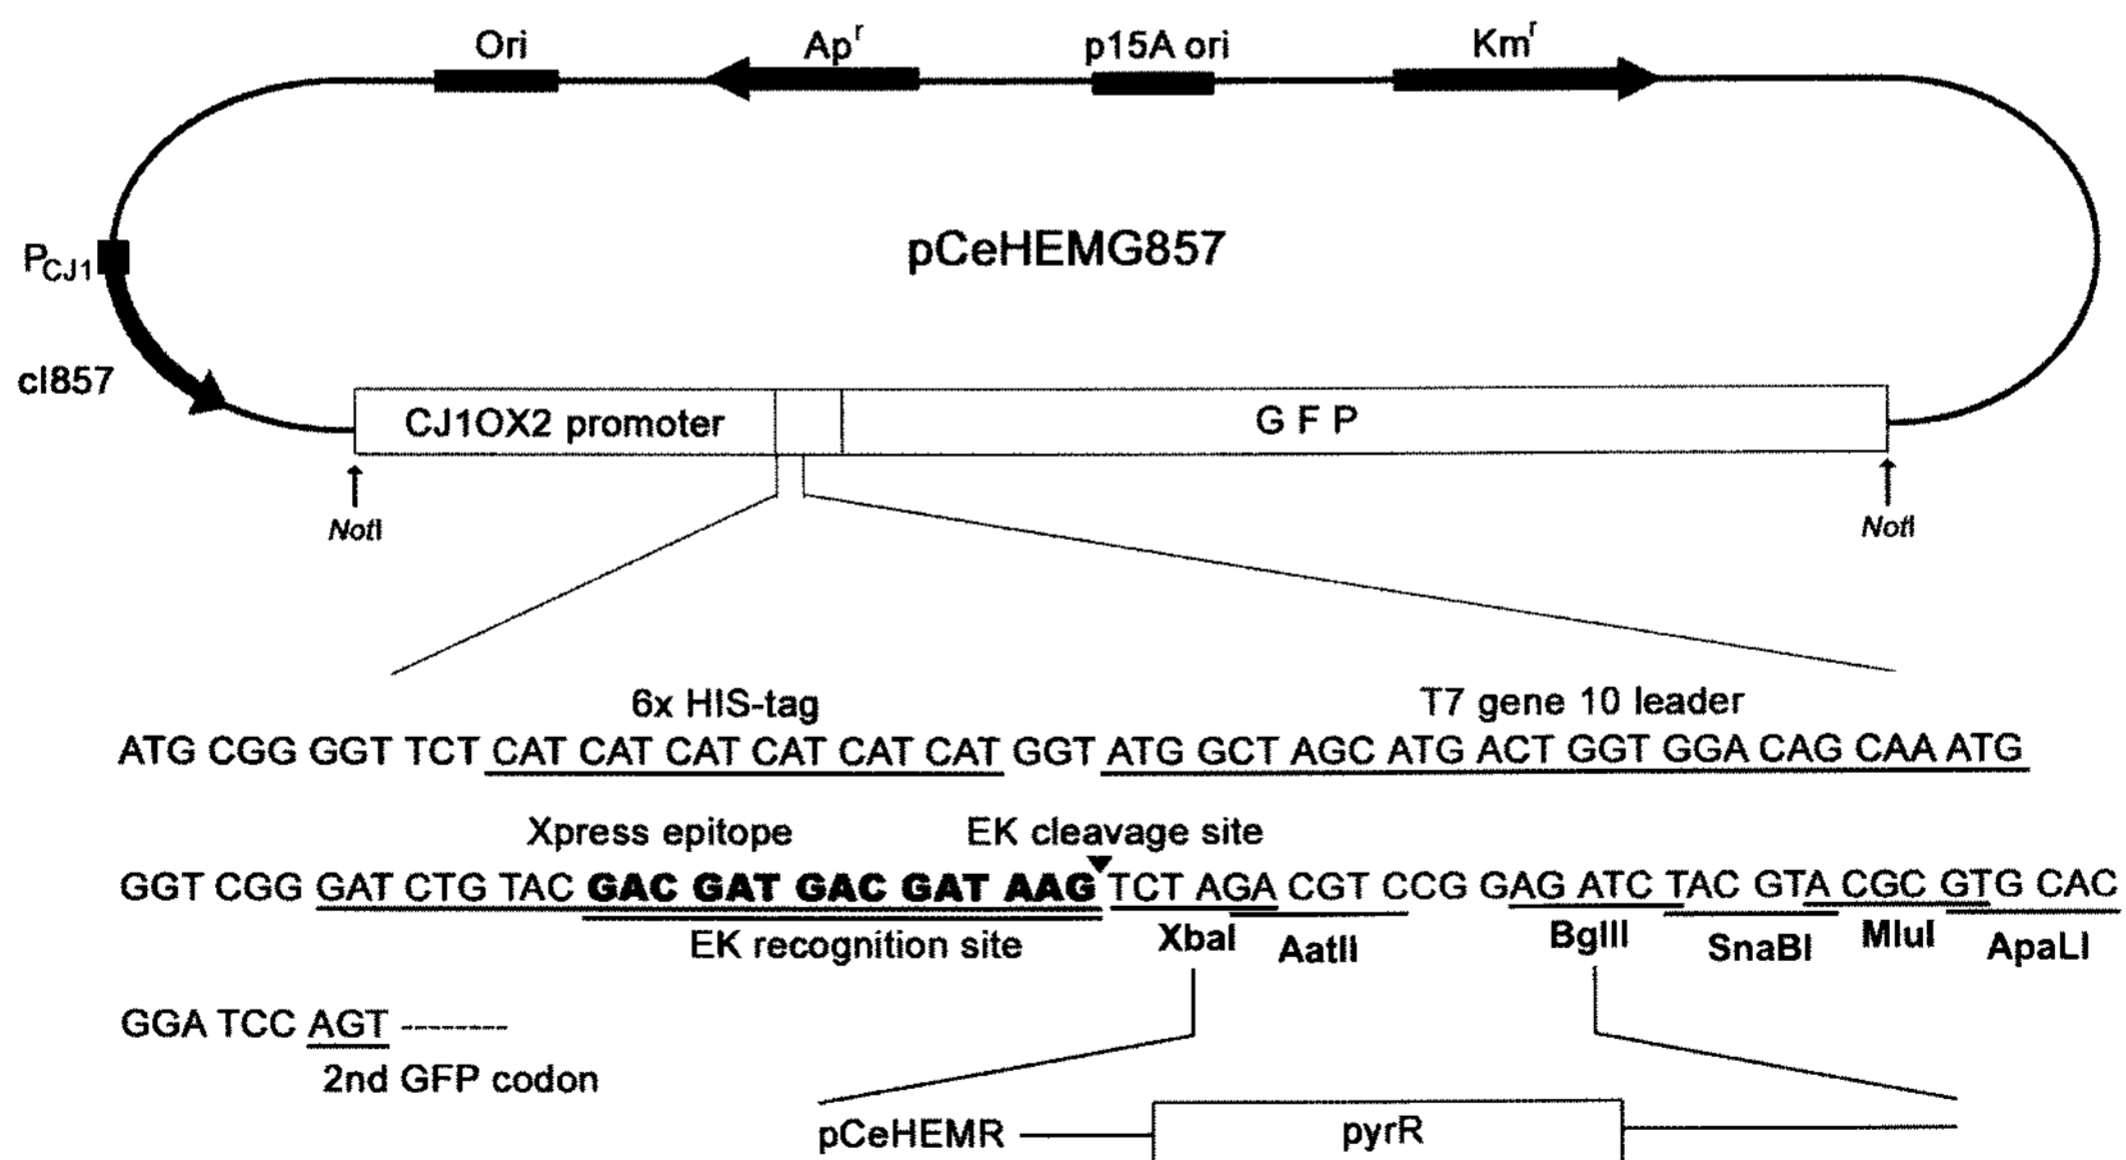 Ori Apʳ p15A ori Kmʳ
pCeHEMG857
PCJ1
cI857
CJ1OX2 promoter GFP
NotI NotI
6x HIS-tag T7 gene 10 leader
ATG CGG GGT TCT CAT CAT CAT CAT CAT CAT GGT ATG GCT AGC ATG ACT GGT GGA CAG CAA ATG
Xpress epitope EK cleavage site
GGT CGG GAT CTG TAC GAC GAT GAC GAT AAG TCT AGA CGT CCG GAG ATC TAC GTA CGC GTG CAC
EK recognition site XbaI AatII BglII SnaBI MluI ApaLI
GGA TCC AGT --------
2nd GFP codon
pCeHEMR pyrR